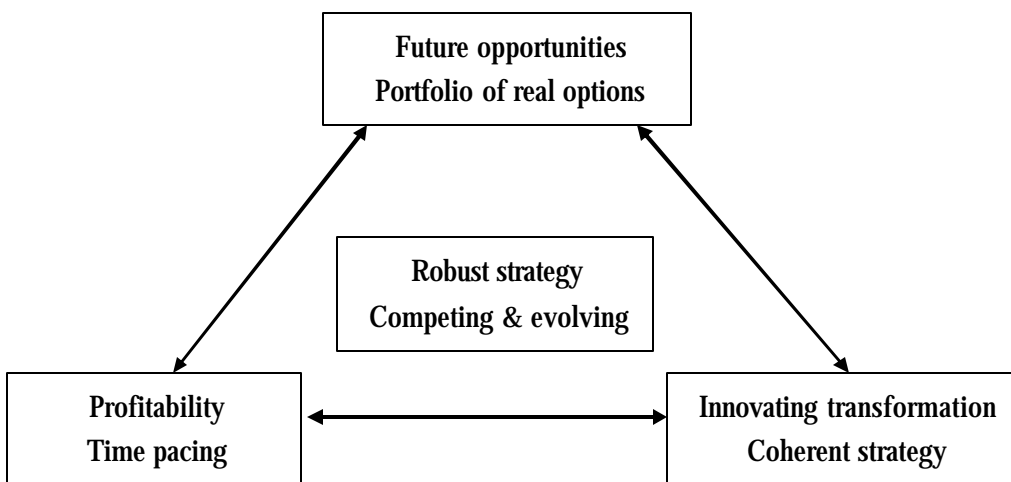 Future opportunities
Portfolio of real options
Robust strategy
Competing & evolving
Profitability
Time pacing
Innovating transformation
Coherent strategy